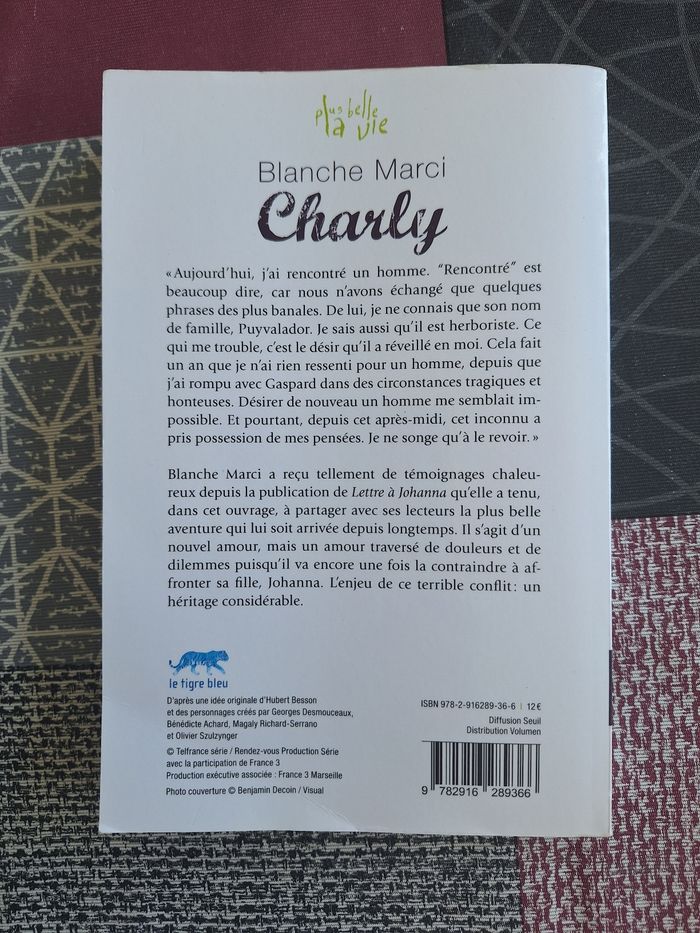 plus belle
la vie
Blanche Marci
Charly
« Aujourd'hui, j'ai rencontré un homme. "Rencontré" est
beaucoup dire, car nous n'avons échangé que quelques
phrases des plus banales. De lui, je ne connais que son nom
de famille, Puyvalador. Je sais aussi qu'il est herboriste. Ce
qui me trouble, c'est le désir qu'il a réveillé en moi. Cela fait
un an que je n'ai rien ressenti pour un homme, depuis que
j'ai rompu avec Gaspard dans des circonstances tragiques et
honteuses. Désirer de nouveau un homme me semblait im-
possible. Et pourtant, depuis cet après-midi, cet inconnu a
pris possession de mes pensées. Je ne songe qu'à le revoir. »
Blanche Marci a reçu tellement de témoignages chaleu-
reux depuis la publication de Lettre à Johanna qu'elle a tenu,
dans cet ouvrage, à partager avec ses lecteurs la plus belle
aventure qui lui soit arrivée depuis longtemps. Il s'agit d'un
nouvel amour, mais un amour traversé de douleurs et de
dilemmes puisqu'il va encore une fois la contraindre à af-
fronter sa fille, Johanna. L'enjeu de ce terrible conflit : un
héritage considérable.
le tigre bleu
D'après une idée originale d'Hubert Besson
et des personnages créés par Georges Desmouceaux,
Bénédicte Achard, Magaly Richard-Serrano
et Olivier Szulzynger
© Telfrance série / Rendez-vous Production Série
avec la participation de France 3
Production exécutive associée : France 3 Marseille
Photo couverture © Benjamin Decoin / Visual
ISBN 978-2-916289-36-6 | 12 €
Diffusion Seuil
Distribution Volumen
9 782916 289366